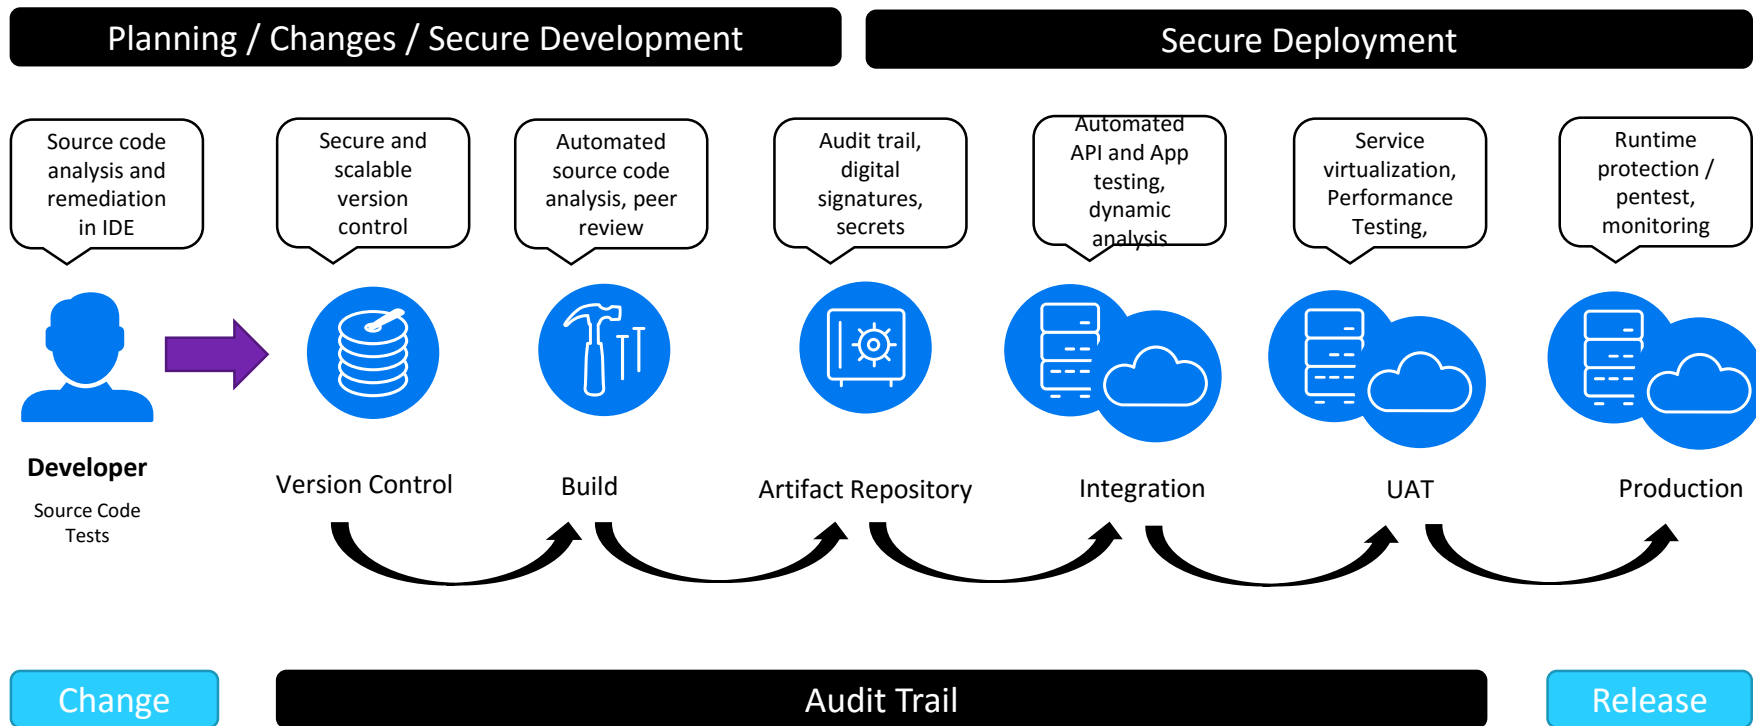 Planning / Changes / Secure Development
Secure Deployment
Source code
analysis and
remediation
in IDE
Secure and
scalable
version
control
Automated
source code
analysis, peer
review
Audit trail,
digital
signatures,
secrets
Automated
API and App
testing,
dynamic
analysis
Service
virtualization,
Performance
Testing,
Runtime
protection /
pentest,
monitoring
Developer
Source Code
Tests
Version Control
Build
Artifact Repository
Integration
UAT
Production
Change
Audit Trail
Release